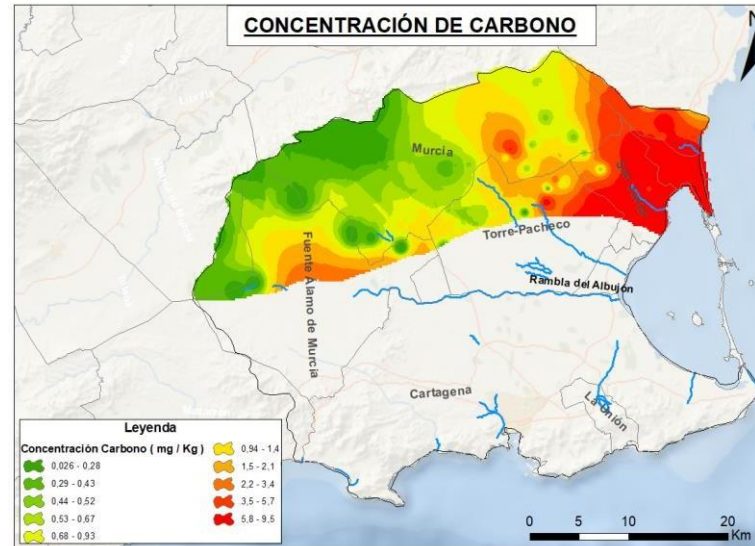 CONCENTRACIÓN DE CARBONO
N
Murcia
Torre-Pacheco
Fuente Alamo de Murcia
Rambla del Albujón
Cartagena
La Unión
Leyenda
Concentración Carbono ( mg / Kg )
0,026 - 0,28
0,29 - 0,43
0,44 - 0,52
0,53 - 0,67
0,68 - 0,93
0,94 - 1,4
1,5 - 2,1
2,2 - 3,4
3,5 - 5,7
5,8 - 9,5
0 5 10 20
Km